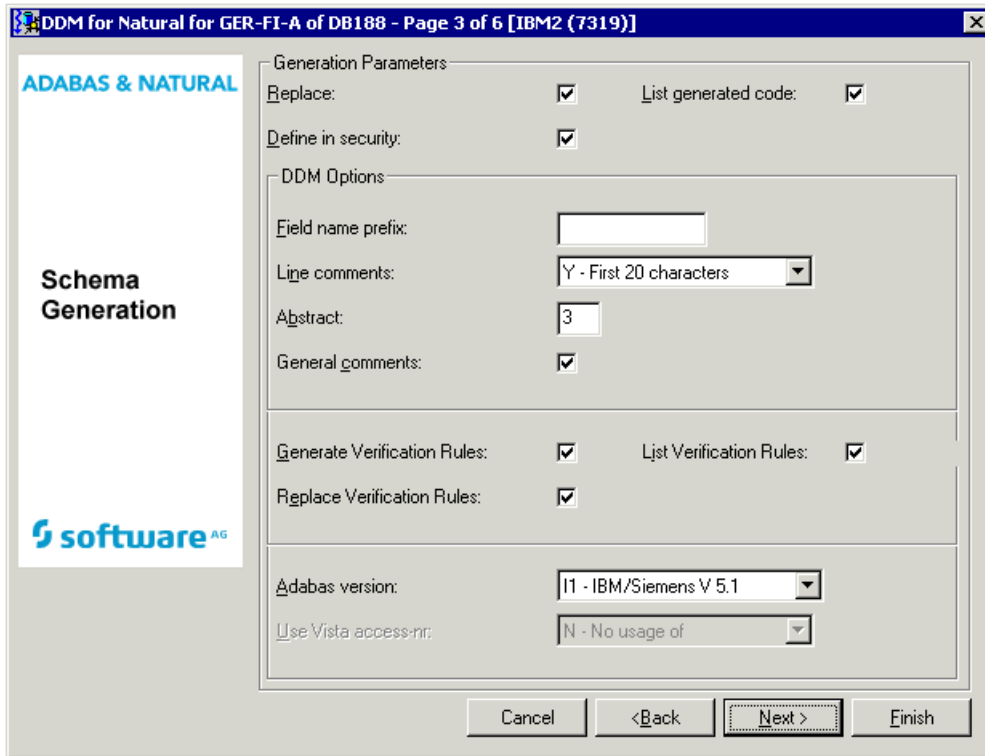 DDM for Natural for GER-FI-A of DB188 - Page 3 of 6 [IBM2 (7319)]
ADABAS & NATURAL
Schema
Generation
software AG
Generation Parameters
Replace:
List generated code:
Define in security:
DDM Options
Field name prefix:
Line comments: Y - First 20 characters
Abstract: 3
General comments:
Generate Verification Rules:
List Verification Rules:
Replace Verification Rules:
Adabas version: I1 - IBM/Siemens V 5.1
Use Vista access-nr: N - No usage of
Cancel <Back Next > Finish